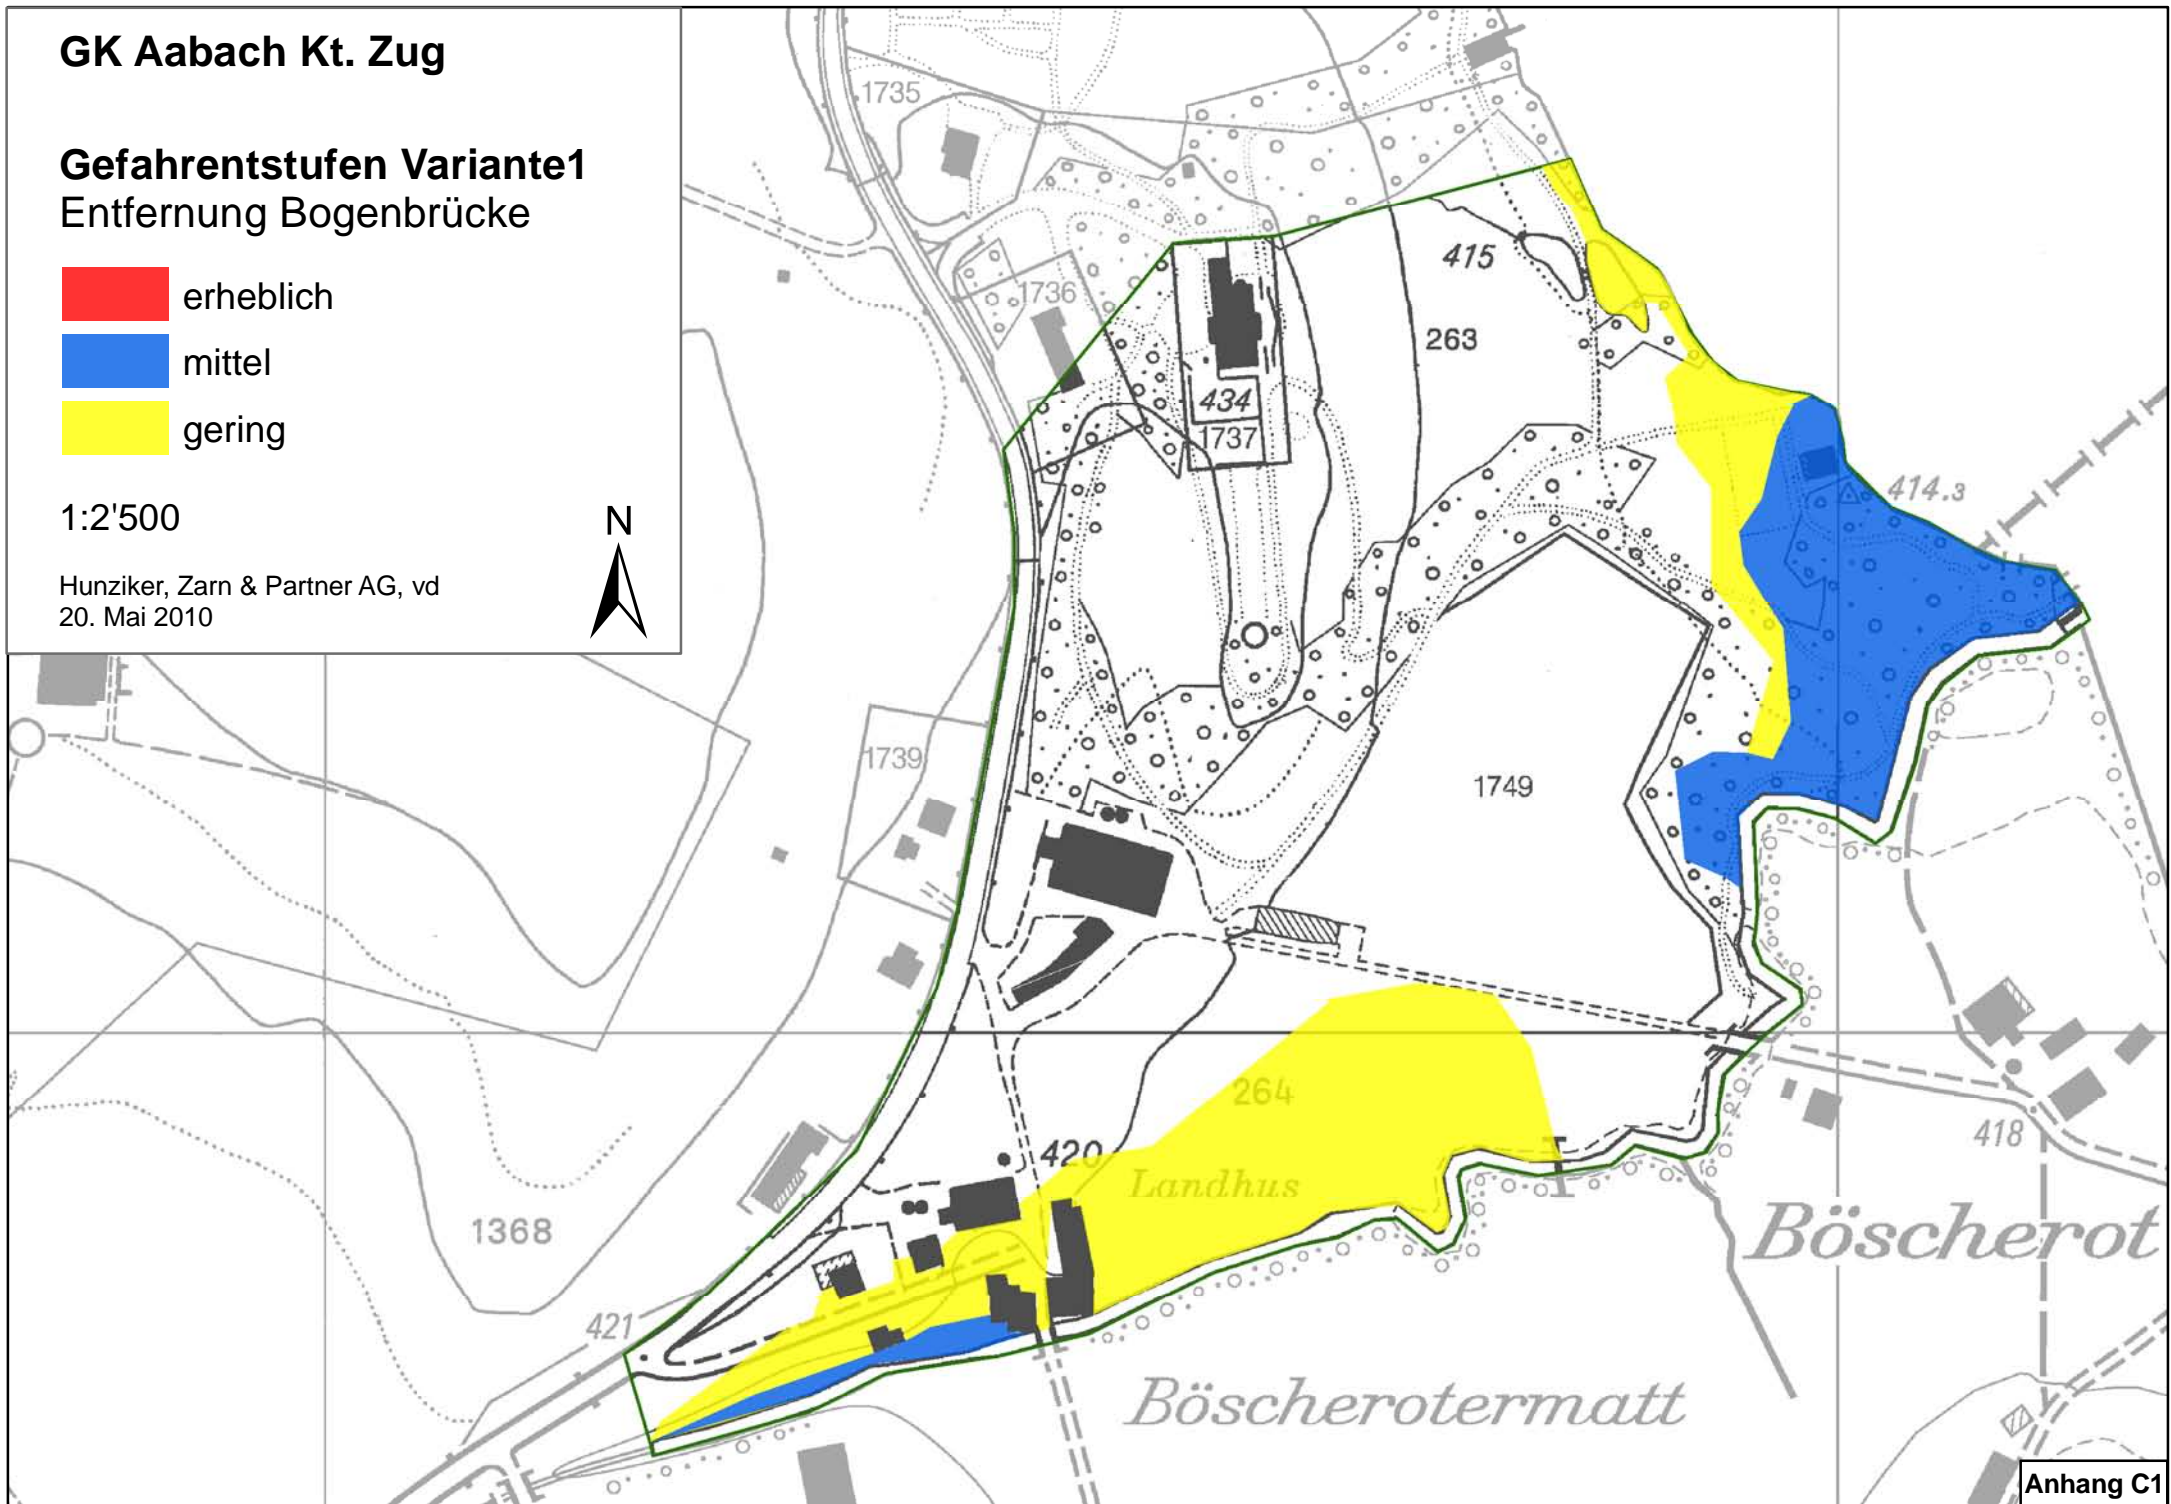 GK Aabach Kt. Zug
Gefahrentstufen Variante1
Entfernung Bogenbrücke
erheblich
mittel
gering
1:2'500
N
Hunziker, Zarn & Partner AG, vd
20. Mai 2010
1735
415
1736
263
434
1737
414.3
1739
1749
264
420
Landhus
418
1368
Böscherot
421
Böscherotermatt
Anhang C1